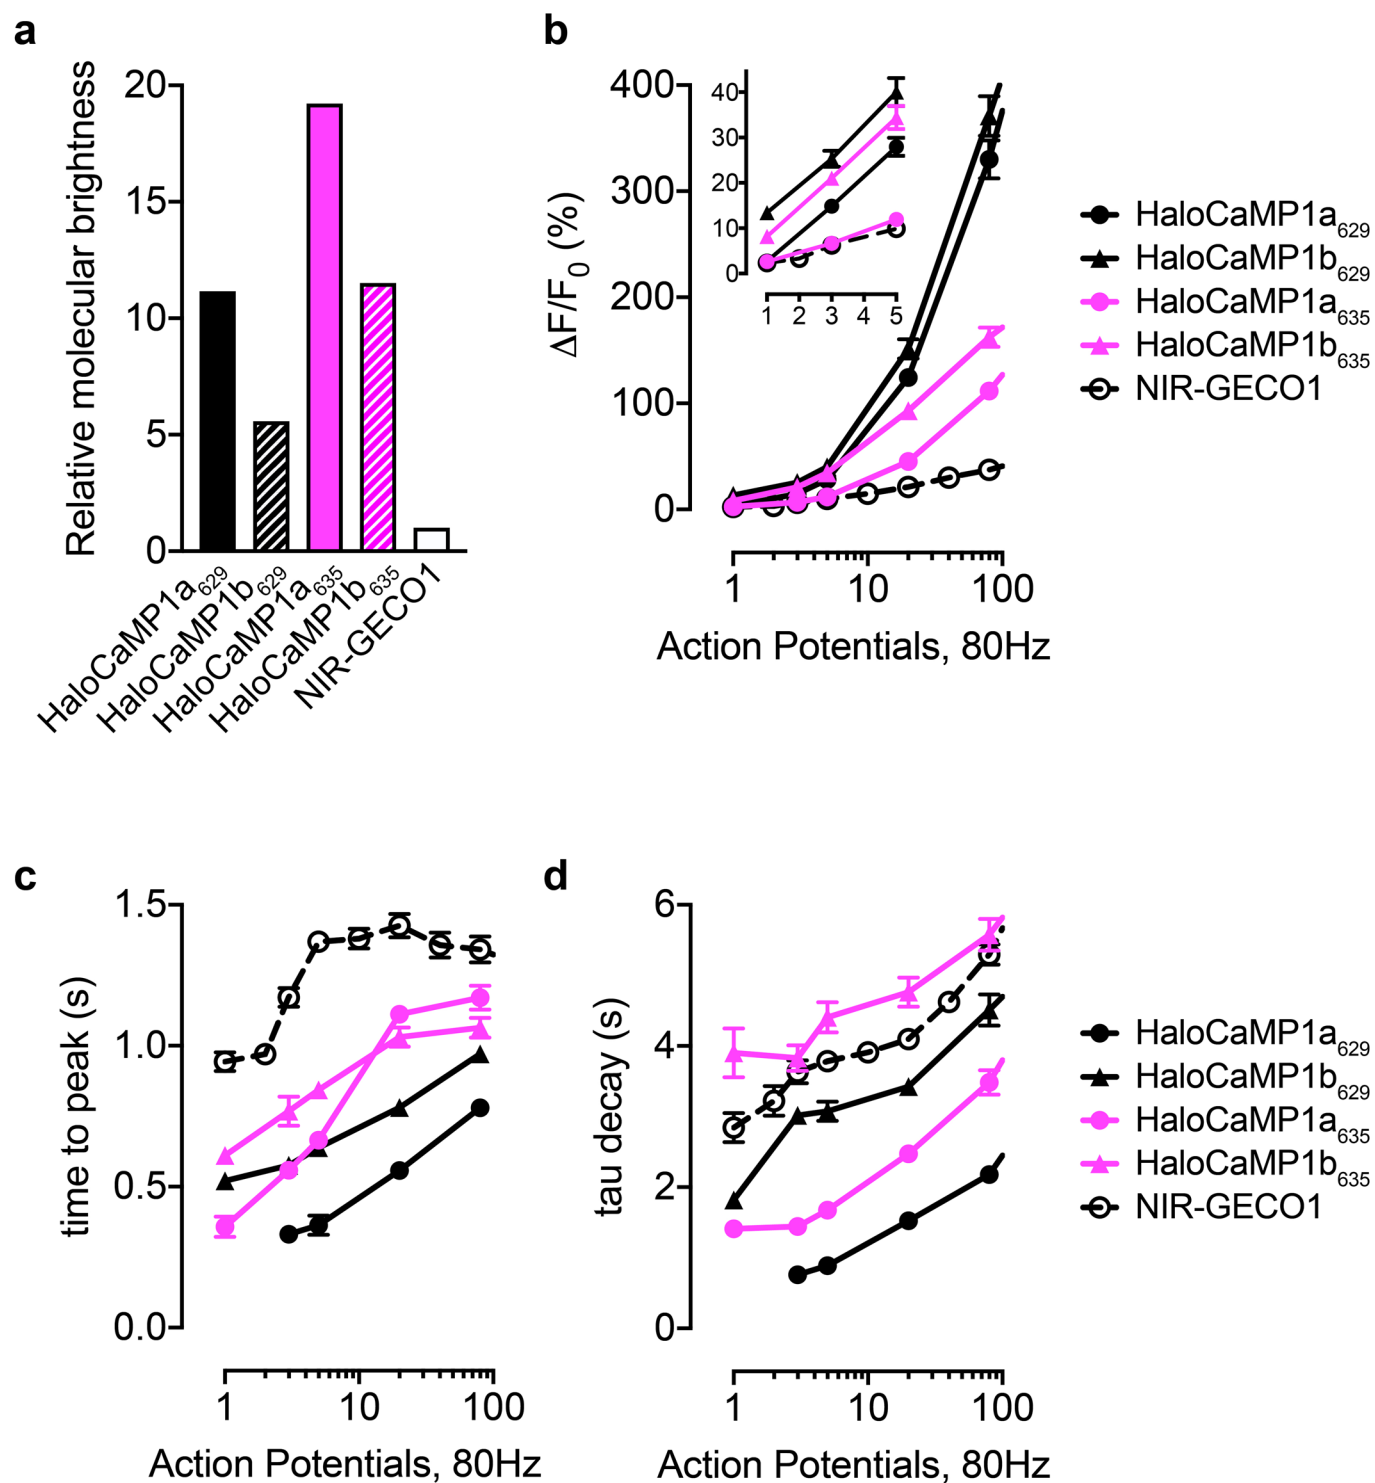 a
Relative molecular brightness
20
15
10
5
0
HaloCaMP1a629
HaloCaMP1b629
HaloCaMP1a635
HaloCaMP1b635
NIR-GECO1
b
ΔF/F0 (%)
400
300
200
100
0
40
30
20
10
0
1 2 3 4 5
1 10 100
Action Potentials, 80Hz
HaloCaMP1a629
HaloCaMP1b629
HaloCaMP1a635
HaloCaMP1b635
NIR-GECO1
c
time to peak (s)
1.5
1.0
0.5
0.0
1 10 100
Action Potentials, 80Hz
d
tau decay (s)
6
4
2
0
1 10 100
Action Potentials, 80Hz
HaloCaMP1a629
HaloCaMP1b629
HaloCaMP1a635
HaloCaMP1b635
NIR-GECO1